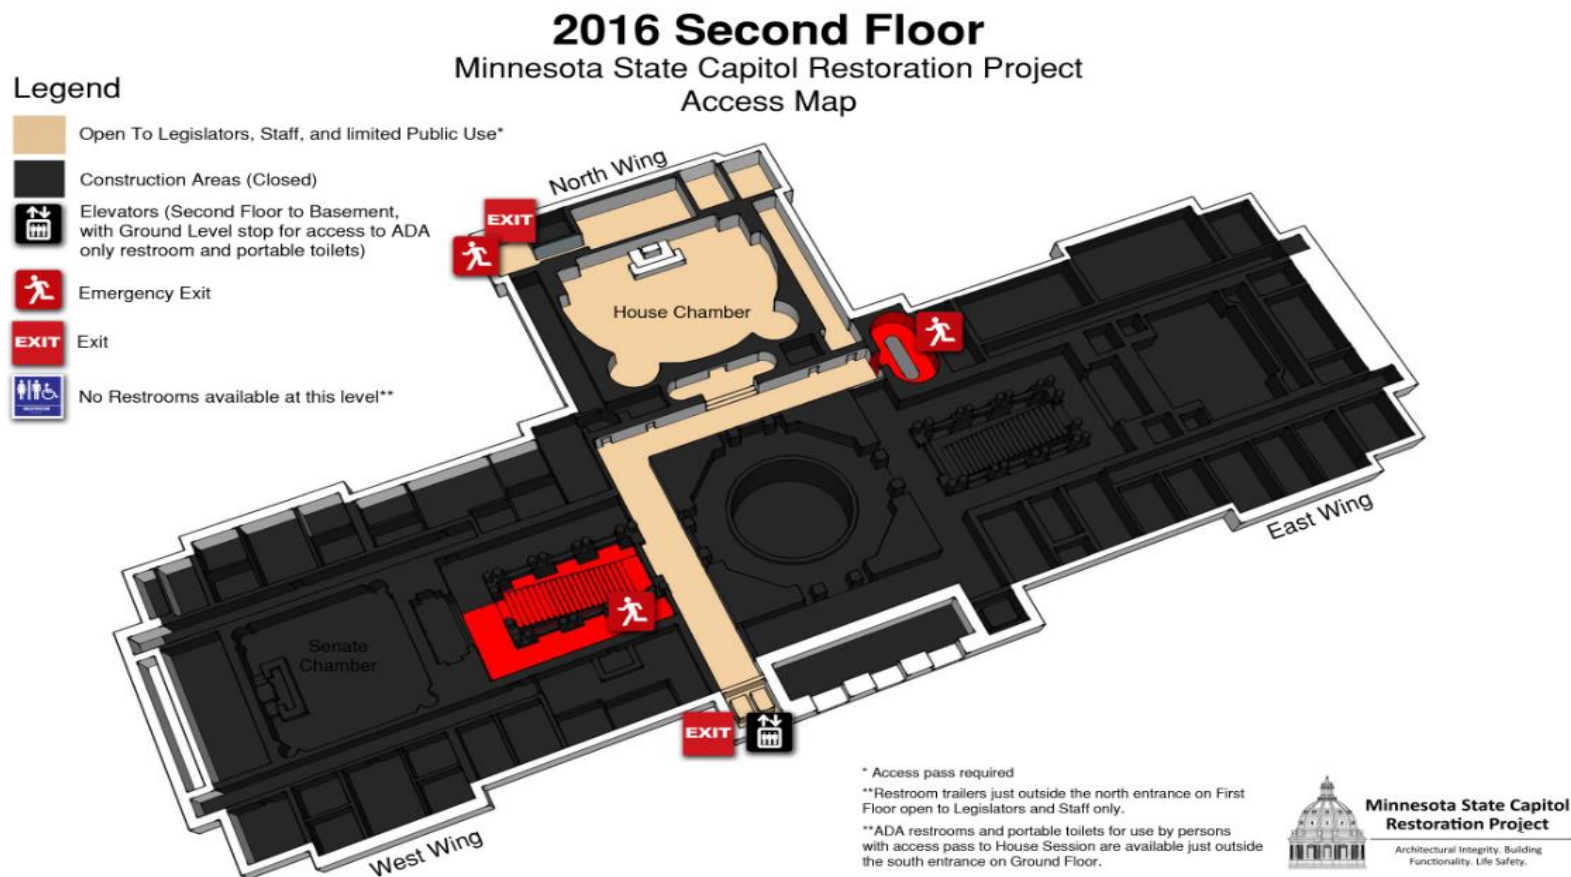 2016 Second Floor
Minnesota State Capitol Restoration Project
Access Map
Legend
Open To Legislators, Staff, and limited Public Use*
Construction Areas (Closed)
Elevators (Second Floor to Basement,
with Ground Level stop for access to ADA
only restroom and portable toilets)
Emergency Exit
EXIT
Exit
No Restrooms available at this level**
North Wing
EXIT
House Chamber
East Wing
Senate
Chamber
EXIT
West Wing
* Access pass required
**Restroom trailers just outside the north entrance on First
Floor open to Legislators and Staff only.
**ADA restrooms and portable toilets for use by persons
with access pass to House Session are available just outside
the south entrance on Ground Floor.
Minnesota State Capitol
Restoration Project
Architectural Integrity. Building
Functionality. Life Safety.